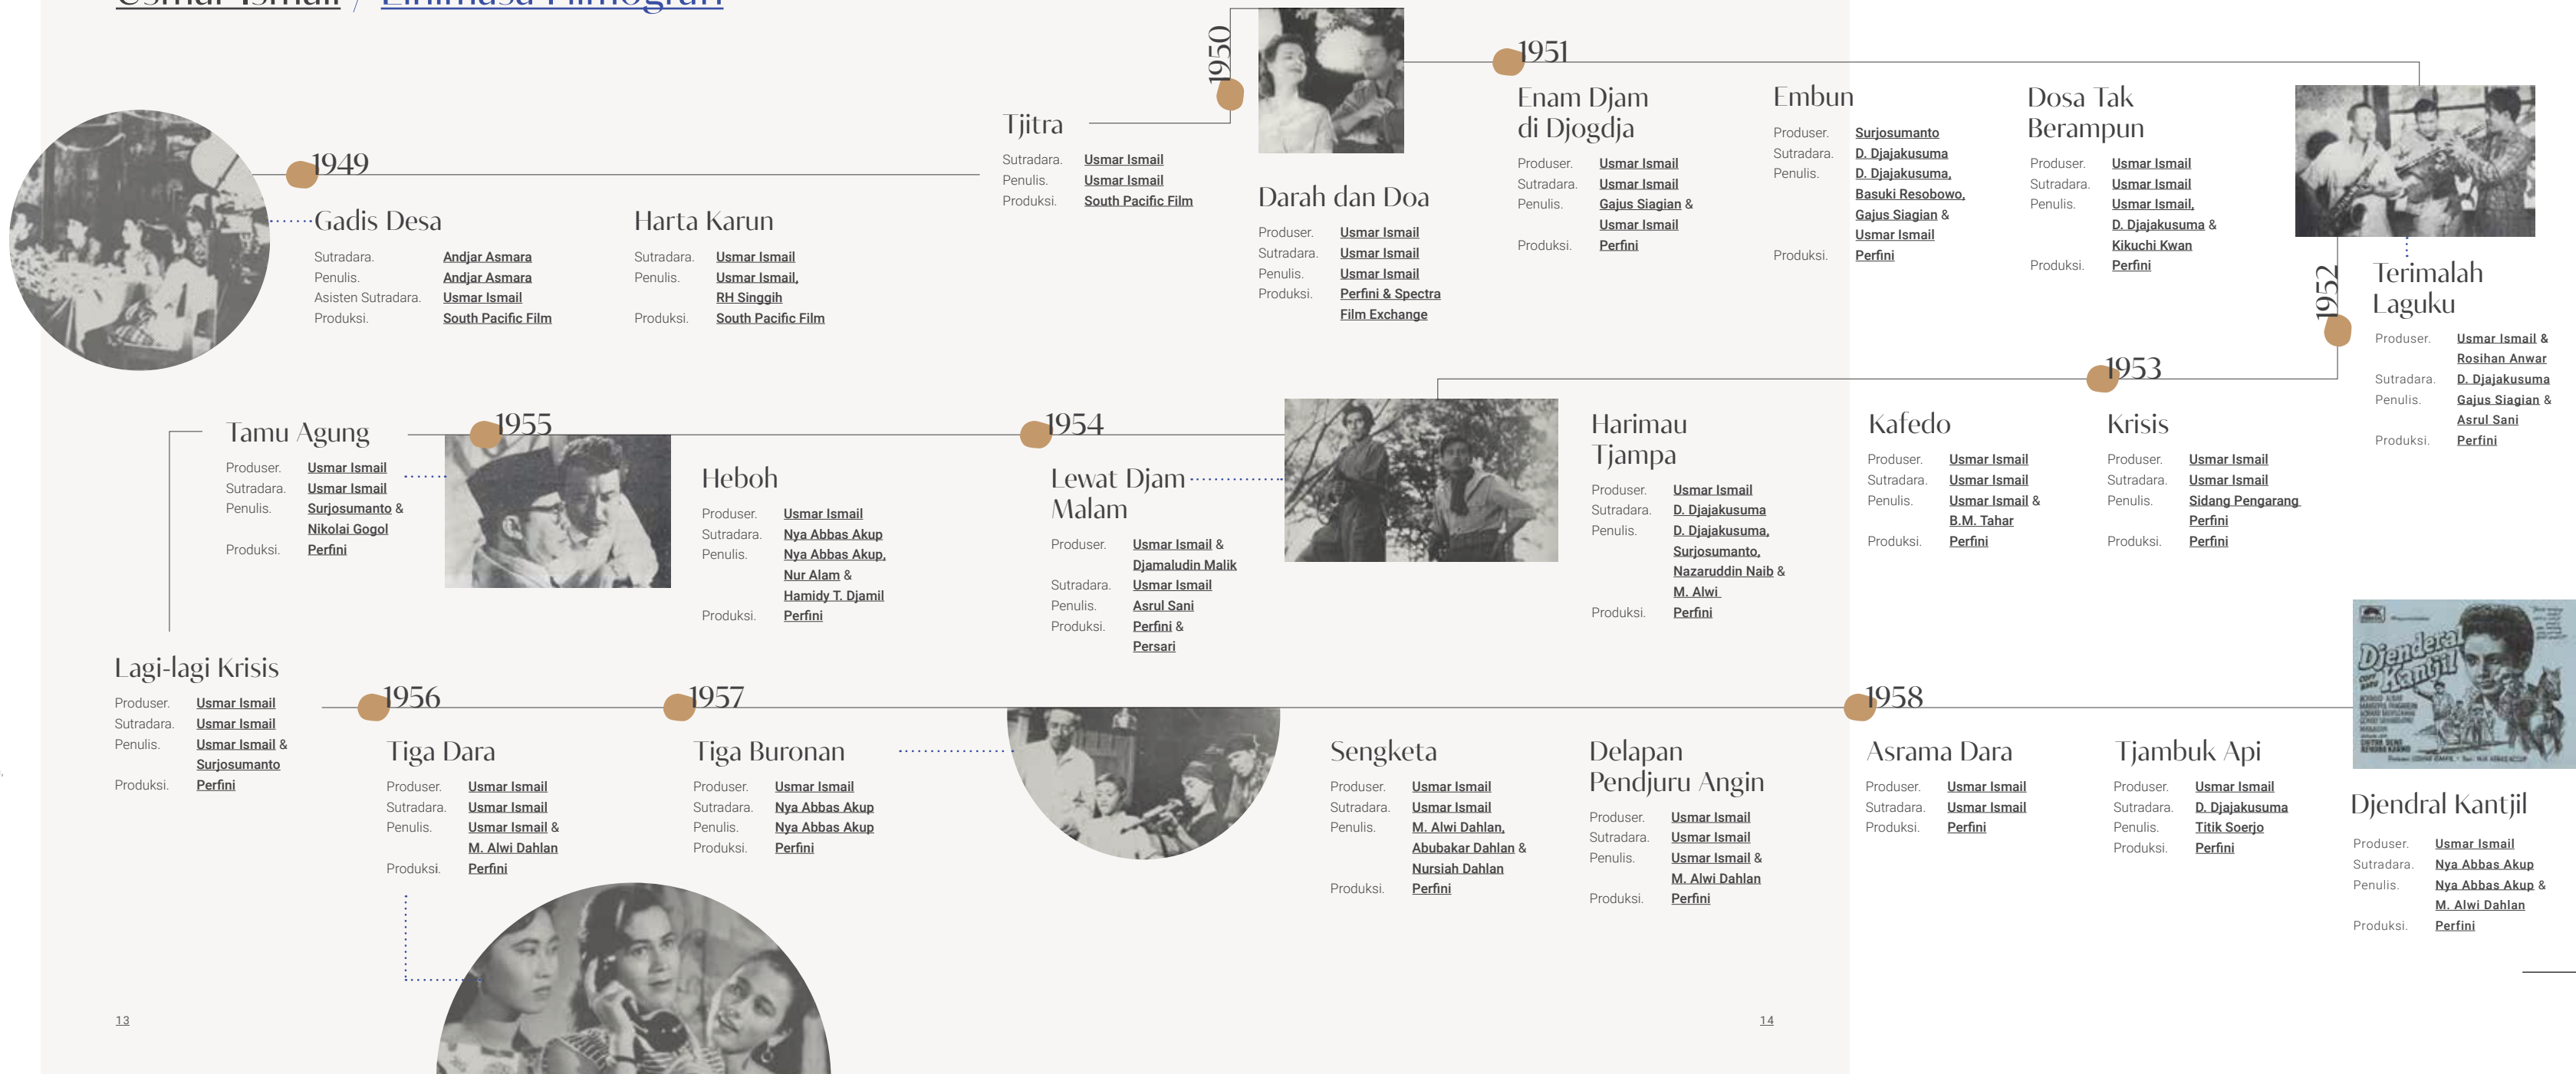 Usmar Ismail / Linimasa Filmografi
1949
Gadis Desa
Sutradara. Andjar Asmara
Penulis. Andjar Asmara
Asisten Sutradara. Usmar Ismail
Produksi. South Pacific Film
Harta Karun
Sutradara. Usmar Ismail
Penulis. Usmar Ismail,
RH Singgih
Produksi. South Pacific Film
Tjitra
Sutradara. Usmar Ismail
Penulis. Usmar Ismail
Produksi. South Pacific Film
1950
Darah dan Doa
Produser. Usmar Ismail
Sutradara. Usmar Ismail
Penulis. Usmar Ismail
Produksi. Perfini & Spectra
Film Exchange
1951
Enam Djam
di Djogdja
Produser. Usmar Ismail
Sutradara. Usmar Ismail
Penulis. Gajus Siagian &
Usmar Ismail
Produksi. Perfini
Embun
Produser. Surjosumanto
Sutradara. D. Djajakusuma
Penulis. D. Djajakusuma,
Basuki Resobowo,
Gajus Siagian &
Usmar Ismail
Produksi. Perfini
Dosa Tak
Berampun
Produser. Usmar Ismail
Sutradara. Usmar Ismail
Penulis. Usmar Ismail,
D. Djajakusuma &
Kikuchi Kwan
Produksi. Perfini
1952
Terimalah
Laguku
Produser. Usmar Ismail &
Rosihan Anwar
Sutradara. D. Djajakusuma
Penulis. Gajus Siagian &
Asrul Sani
Produksi. Perfini
1953
Krisis
Produser. Usmar Ismail
Sutradara. Usmar Ismail
Penulis. Sidang Pengarang
Perfini
Produksi. Perfini
Kafedo
Produser. Usmar Ismail
Sutradara. Usmar Ismail
Penulis. Usmar Ismail &
B.M. Tahar
Produksi. Perfini
Harimau
Tjampa
Produser. Usmar Ismail
Sutradara. D. Djajakusuma
Penulis. D. Djajakusuma,
Surjosumanto,
Nazaruddin Naib &
M. Alwi
Produksi. Perfini
1954
Lewat Djam
Malam
Produser. Usmar Ismail &
Djamaludin Malik
Sutradara. Usmar Ismail
Penulis. Asrul Sani
Produksi. Perfini &
Persari
Heboh
Produser. Usmar Ismail
Sutradara. Nya Abbas Akup
Penulis. Nya Abbas Akup,
Nur Alam &
Hamidy T. Djamil
Produksi. Perfini
1955
Tamu Agung
Produser. Usmar Ismail
Sutradara. Usmar Ismail
Penulis. Surjosumanto &
Nikolai Gogol
Produksi. Perfini
Lagi-lagi Krisis
Produser. Usmar Ismail
Sutradara. Usmar Ismail
Penulis. Usmar Ismail &
Surjosumanto
Produksi. Perfini
1956
Tiga Dara
Produser. Usmar Ismail
Sutradara. Usmar Ismail
Penulis. Usmar Ismail &
M. Alwi Dahlan
Produksi. Perfini
1957
Tiga Buronan
Produser. Usmar Ismail
Sutradara. Nya Abbas Akup
Penulis. Nya Abbas Akup
Produksi. Perfini
Sengketa
Produser. Usmar Ismail
Sutradara. Usmar Ismail
Penulis. M. Alwi Dahlan,
Abubakar Dahlan &
Nursiah Dahlan
Produksi. Perfini
Delapan
Pendjuru Angin
Produser. Usmar Ismail
Sutradara. Usmar Ismail
Penulis. Usmar Ismail &
M. Alwi Dahlan
Produksi. Perfini
1958
Asrama Dara
Produser. Usmar Ismail
Sutradara. Usmar Ismail
Produksi. Perfini
Tjambuk Api
Produser. Usmar Ismail
Sutradara. D. Djajakusuma
Penulis. Titik Soerjo
Produksi. Perfini
Djenderal
Kantjil
Djendral Kantjil
Produser. Usmar Ismail
Sutradara. Nya Abbas Akup
Penulis. Nya Abbas Akup &
M. Alwi Dahlan
Produksi. Perfini
13
14